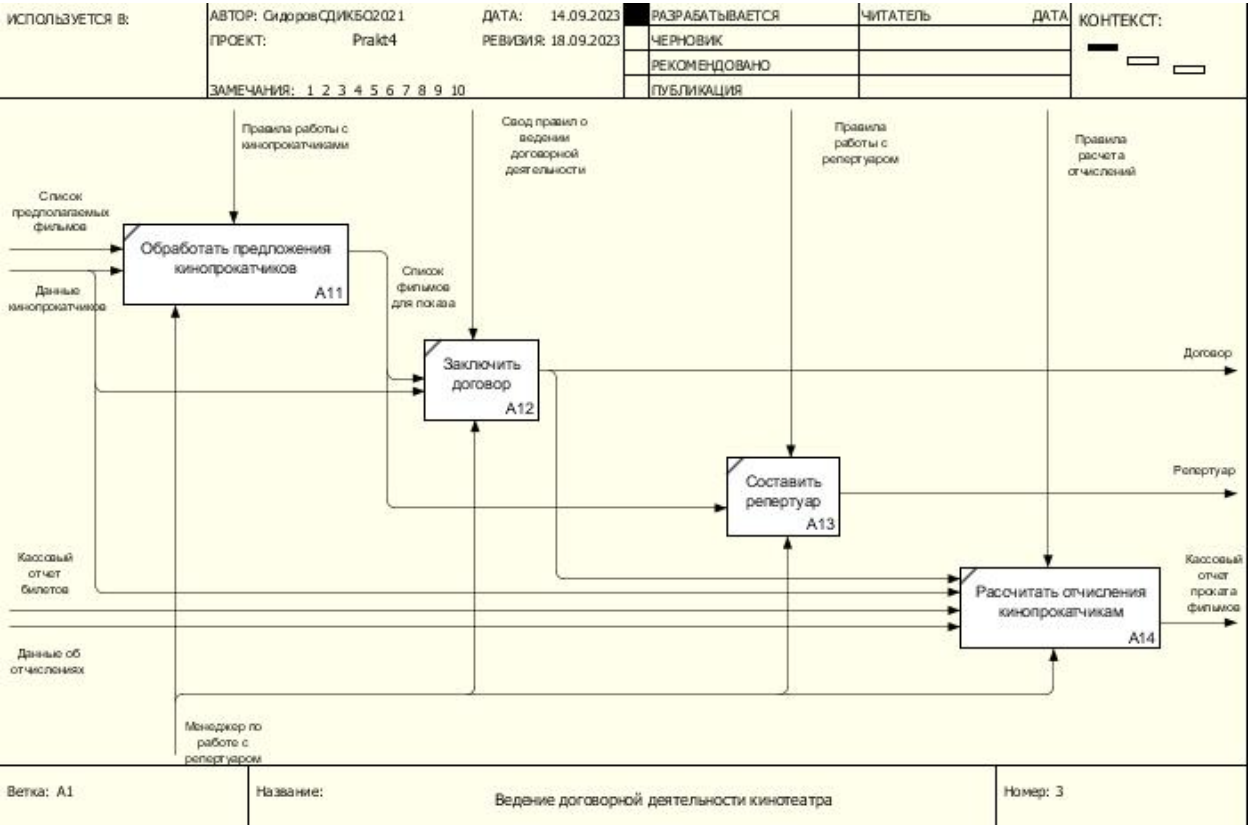 ИСПОЛЬЗУЕТСЯ В:
АВТОР: СидоровСДИКБО2021
ДАТА: 14.09.2023
ПРОЕКТ: Prakt4
РЕВИЗИЯ: 18.09.2023
ЗАМЕЧАНИЯ: 1 2 3 4 5 6 7 8 9 10
РАЗРАБАТЫВАЕТСЯ
ЧЕРНОВИК
РЕКОМЕНДОВАНО
ПУБЛИКАЦИЯ
ЧИТАТЕЛЬ
ДАТА
КОНТЕКСТ:
Правила работы с
кинопрокатчиками
Свод правил о
ведении
договорной
деятельности
Правила
работы с
репертуаром
Правила
расчета
отчислений
Список
предполагаемых
фильмов
Данные
кинопрокатчиков
Обработать предложения
кинопрокатчиков
A11
Список
фильмов
для показа
Заключить
договор
A12
Договор
Составить
репертуар
A13
Репертуар
Кассовый
отчет
билетов
Рассчитать отчисления
кинопрокатчикам
A14
Кассовый
отчет
проката
фильмов
Данные об
отчислениях
Менеджер по
работе с
репертуаром
Ветка: A1
Название:
Ведение договорной деятельности кинотеатра
Номер: 3